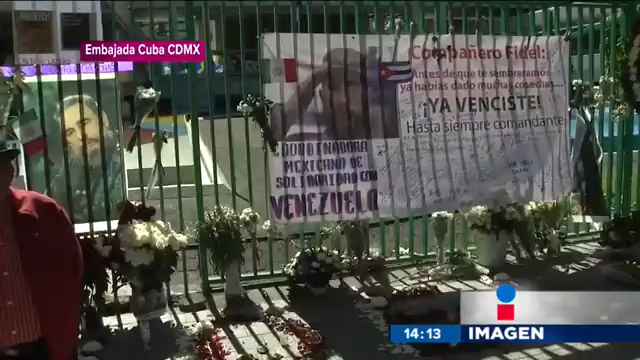 Embajada Cuba CDMX
Compañero Fidel:
Antes de que te sembraramos
ya habías dado muchas cosechas...
¡YA VENCISTE!
Hasta siempre comandante
COORDINADORA
MEXICANA DE
SOLIDARIDAD CON
VENEZUELA
14:13
IMAGEN